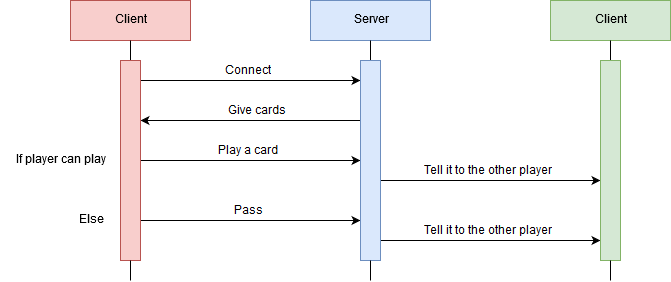 Client
Server
Client
Connect
Give cards
If player can play
Play a card
Tell it to the other player
Else
Pass
Tell it to the other player